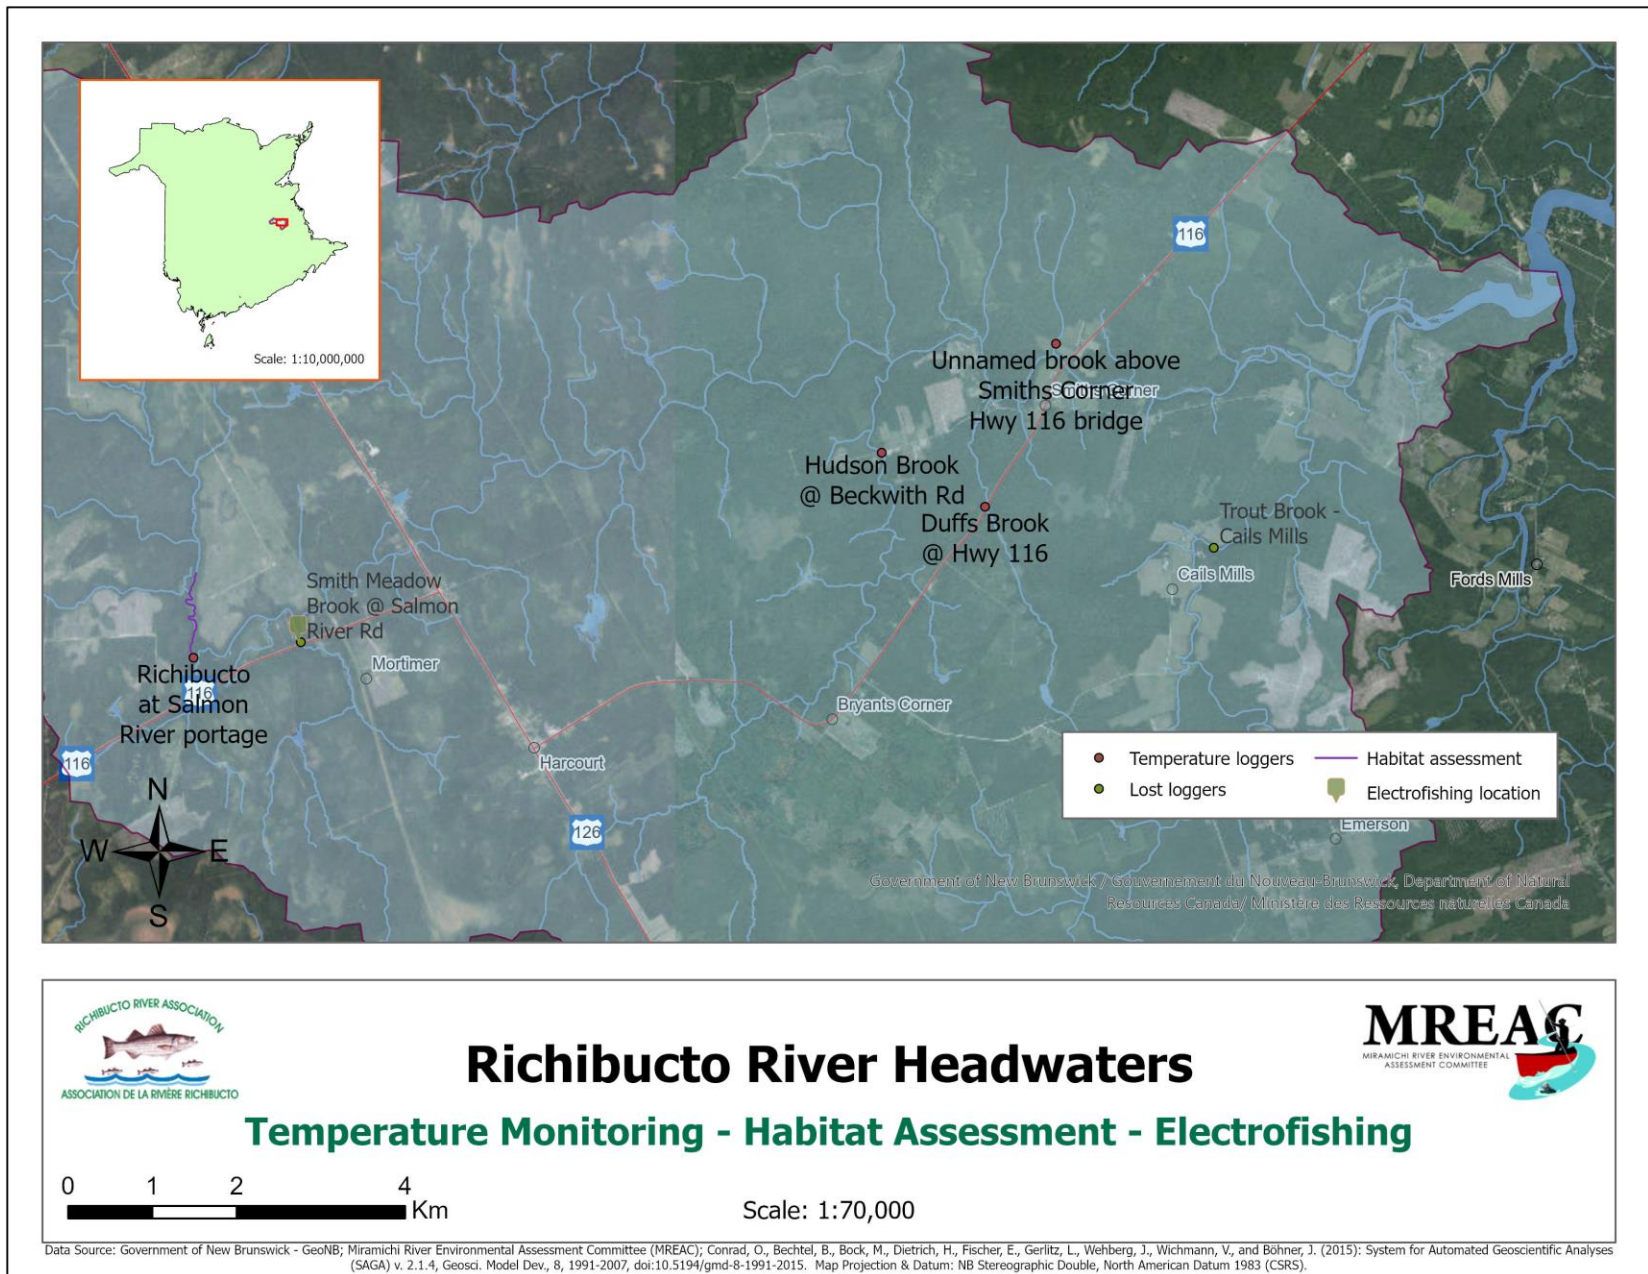 Scale: 1:10,000,000
116
Unnamed brook above
Smiths Corner
Hwy 116 bridge
Smiths Corner
Hudson Brook
@ Beckwith Rd
Duffs Brook
@ Hwy 116
Trout Brook -
Cails Mills
Cails Mills
Fords Mills
Smith Meadow
Brook @ Salmon
River Rd
Mortimer
Richibucto
at Salmon
River portage
116
116
Bryants Corner
Harcourt
126
N
W
E
S
Temperature loggers
Lost loggers
Habitat assessment
Electrofishing location
Emerson
Government of New Brunswick / Gouvernement du Nouveau-Brunswick, Department of Natural
Resources Canada/ Ministère des Ressources naturelles Canada
RICHIBUCTO RIVER ASSOCIATION
ASSOCIATION DE LA RIVIÈRE RICHIBUCTO
Richibucto River Headwaters
MREAC
MIRAMICHI RIVER ENVIRONMENTAL
ASSESSMENT COMMITTEE
Temperature Monitoring - Habitat Assessment - Electrofishing
0 1 2 4
Km
Scale: 1:70,000
Data Source: Government of New Brunswick - GeoNB; Miramichi River Environmental Assessment Committee (MREAC); Conrad, O., Bechtel, B., Bock, M., Dietrich, H., Fischer, E., Gerlitz, L., Wehberg, J., Wichmann, V., and Böhner, J. (2015): System for Automated Geoscientific Analyses
(SAGA) v. 2.1.4, Geosci. Model Dev., 8, 1991-2007, doi:10.5194/gmd-8-1991-2015. Map Projection & Datum: NB Stereographic Double, North American Datum 1983 (CSRS).